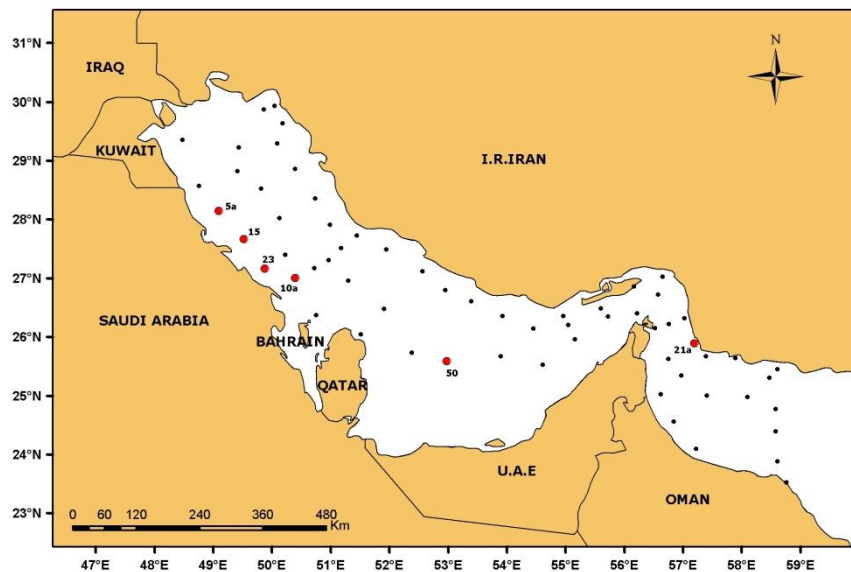 N
31°N
IRAQ
30°N
29°N
KUWAIT
I.R.IRAN
28°N
5a
15
27°N
23
10a
26°N
SAUDI ARABIA
BAHRAIN
21a
25°N
QATAR
50
24°N
U.A.E
23°N
OMAN
0 60 120 240 360 480
Km
47°E 48°E 49°E 50°E 51°E 52°E 53°E 54°E 55°E 56°E 57°E 58°E 59°E